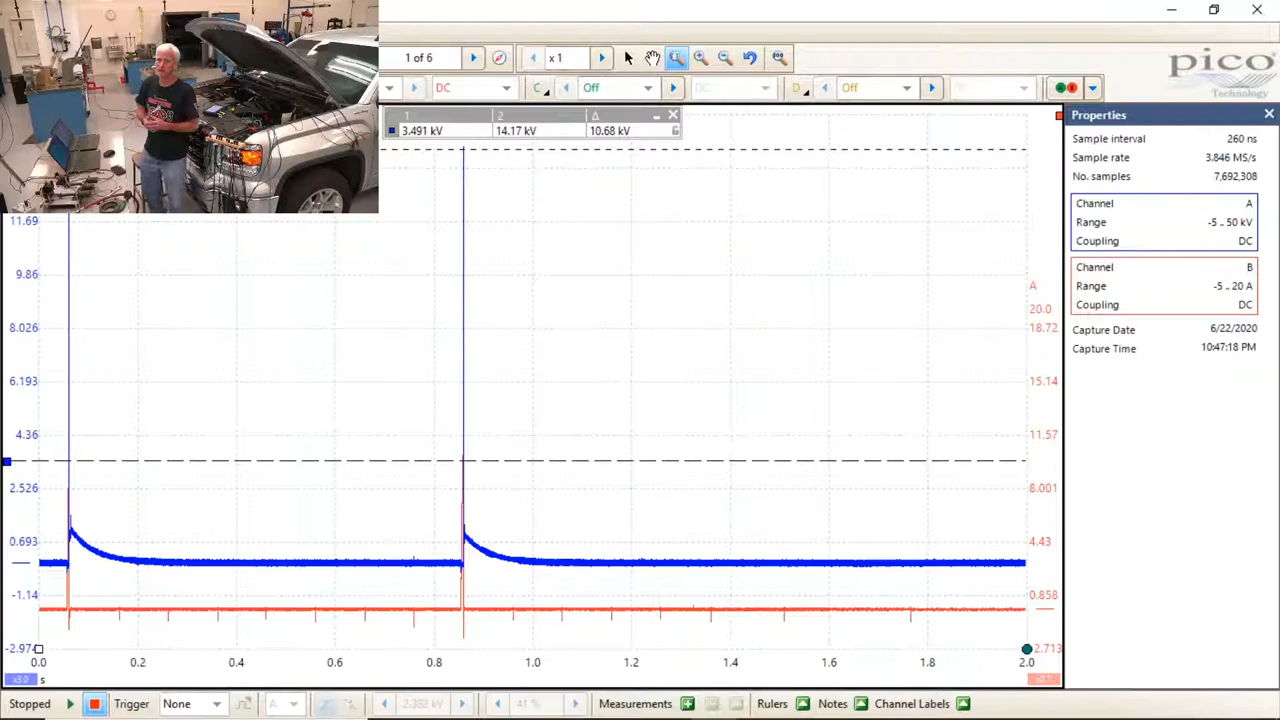 1 of 6
x 1
pico
Technology
DC
C
Off
DC
D
Off
1 2 Δ
3.491 kV 14.17 kV 10.68 kV
11.69
9.86
8.026
6.193
4.36
2.526
0.693
-1.14
-2.974
A
20.0
18.72
15.14
11.57
8.001
4.43
0.858
2.713
0.0 0.2 0.4 0.6 0.8 1.0 1.2 1.4 1.6 1.8 2.0
x3.0 s
Properties
Sample interval 260 ns
Sample rate 3.846 MS/s
No. samples 7,692,308
Channel A
Range -5 .. 50 kV
Coupling DC
Channel B
Range -5 .. 20 A
Coupling DC
Capture Date 6/22/2020
Capture Time 10:47:18 PM
Stopped Trigger None A 41 % Measurements Rulers Notes Channel Labels